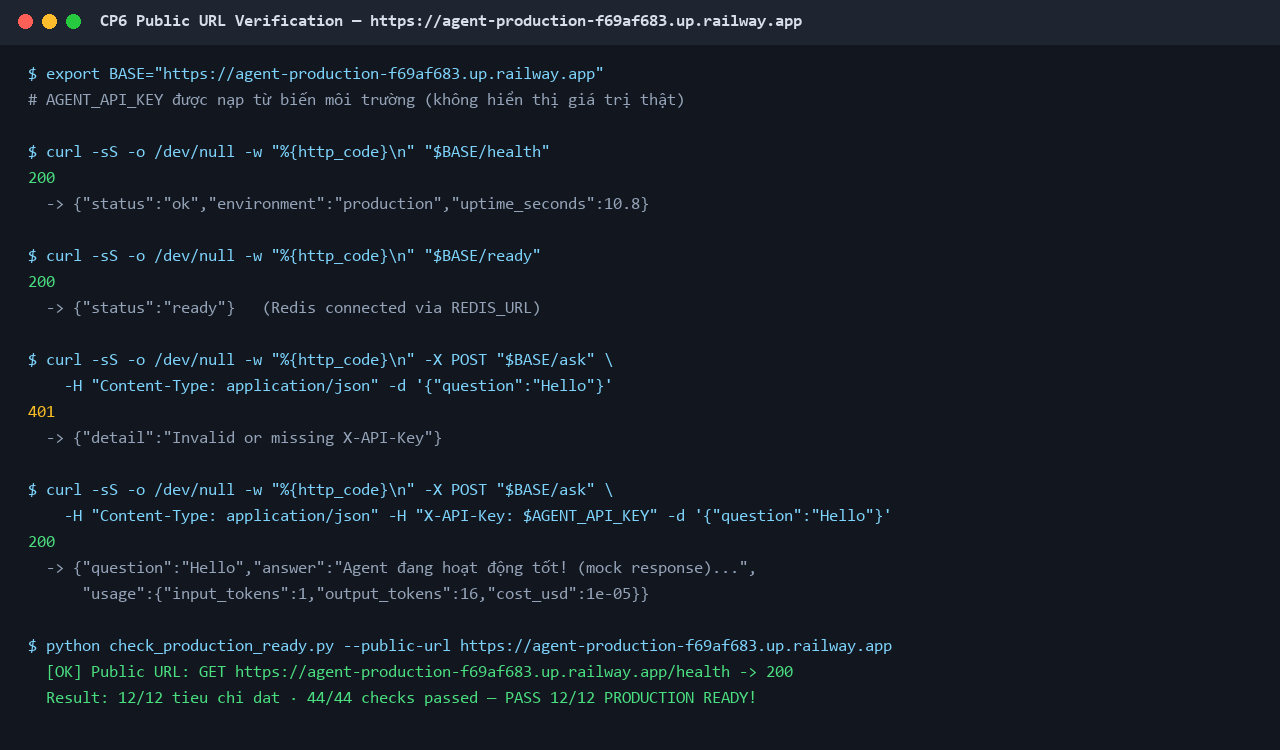 CP6 Public URL Verification — https://agent-production-f69af683.up.railway.app
$ export BASE="https://agent-production-f69af683.up.railway.app"
# AGENT_API_KEY được nạp từ biến môi trường (không hiển thị giá trị thật)
$ curl -sS -o /dev/null -w "%{http_code}\n" "$BASE/health"
200
-> {"status":"ok","environment":"production","uptime_seconds":10.8}
$ curl -sS -o /dev/null -w "%{http_code}\n" "$BASE/ready"
200
-> {"status":"ready"}   (Redis connected via REDIS_URL)
$ curl -sS -o /dev/null -w "%{http_code}\n" -X POST "$BASE/ask" \
-H "Content-Type: application/json" -d '{"question":"Hello"}'
401
-> {"detail":"Invalid or missing X-API-Key"}
$ curl -sS -o /dev/null -w "%{http_code}\n" -X POST "$BASE/ask" \
-H "Content-Type: application/json" -H "X-API-Key: $AGENT_API_KEY" -d '{"question":"Hello"}'
200
-> {"question":"Hello","answer":"Agent đang hoạt động tốt! (mock response)...",
"usage":{"input_tokens":1,"output_tokens":16,"cost_usd":1e-05}}
$ python check_production_ready.py --public-url https://agent-production-f69af683.up.railway.app
[OK] Public URL: GET https://agent-production-f69af683.up.railway.app/health -> 200
Result: 12/12 tieu chi dat · 44/44 checks passed — PASS 12/12 PRODUCTION READY!